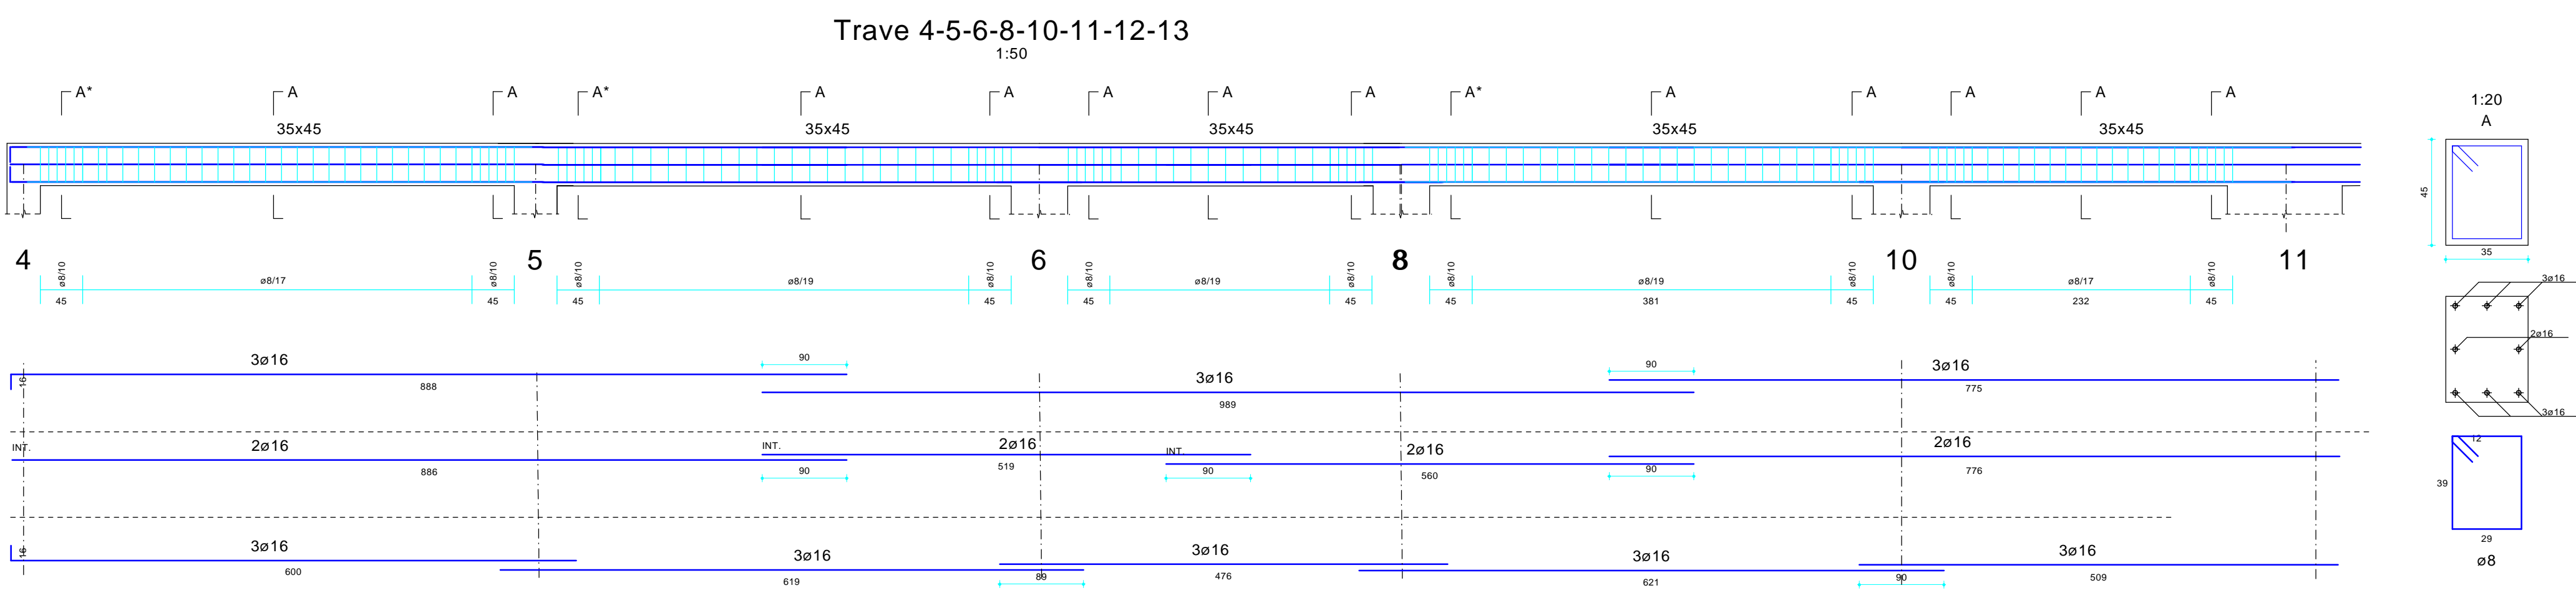 Trave 4-5-6-8-10-11-12-13
1:50
A* A A A* A A A A A A* A A A A A
35x45 35x45 35x45 35x45 35x45
4 5 6 8 10 11
ø8/10 ø8/17 ø8/10 ø8/10 ø8/19 ø8/10 ø8/10 ø8/19 ø8/10 ø8/10 ø8/19 ø8/10 ø8/10 ø8/17 ø8/10
45 45 45 45 45 45 45 381 45 45 232 45
3ø16 90 3ø16 90 3ø16
16 888 989 775
INT. 2ø16 INT. 2ø16 INT. 2ø16 2ø16
886 90 519 90 560 90 776
3ø16 3ø16 3ø16 3ø16 3ø16
16 600 619 89 476 621 90 509
1:20
A
45
35
3ø16
2ø16
3ø16
12
39
29
ø8